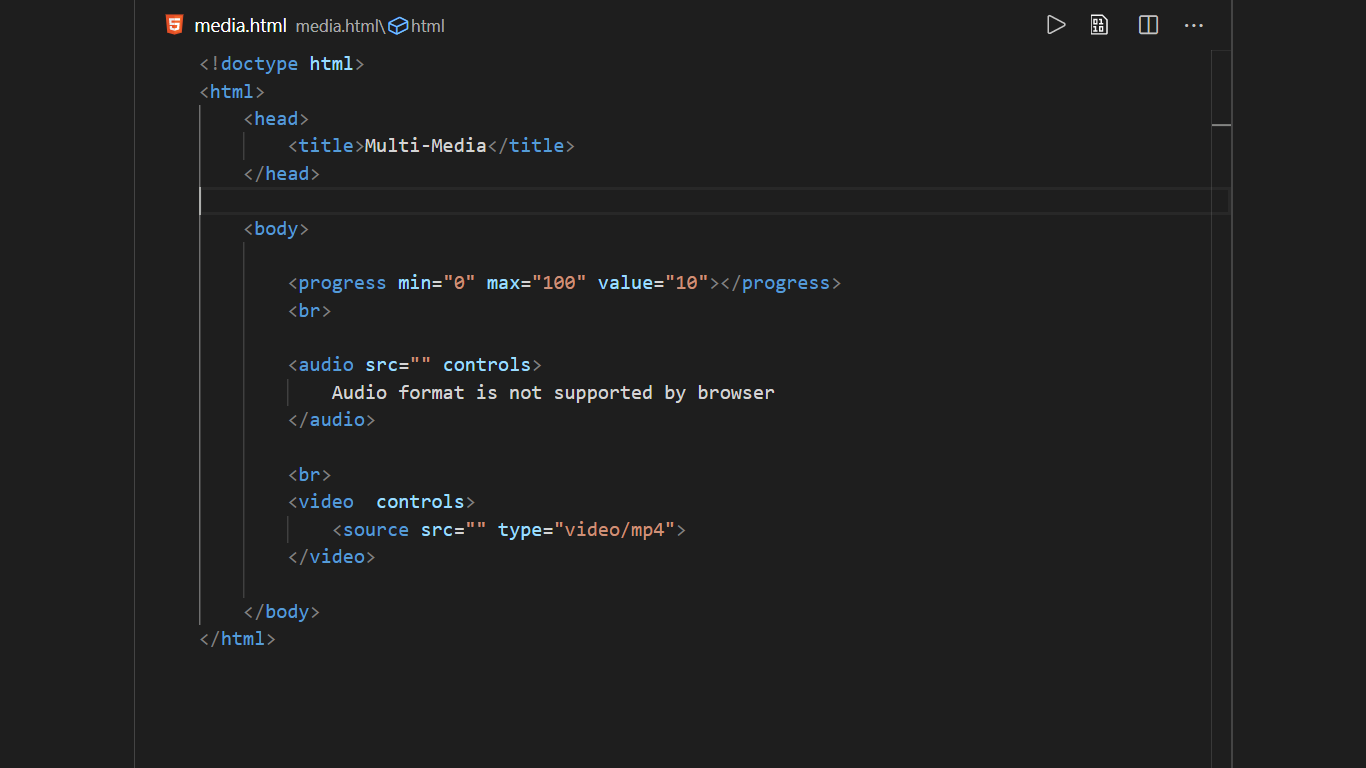 media.html media.html\html
<!doctype html>
<html>
<head>
<title>Multi-Media</title>
</head>
<body>
<progress min="0" max="100" value="10"></progress>
<br>
<audio src="" controls>
Audio format is not supported by browser
</audio>
<br>
<video  controls>
<source src="" type="video/mp4">
</video>
</body>
</html>